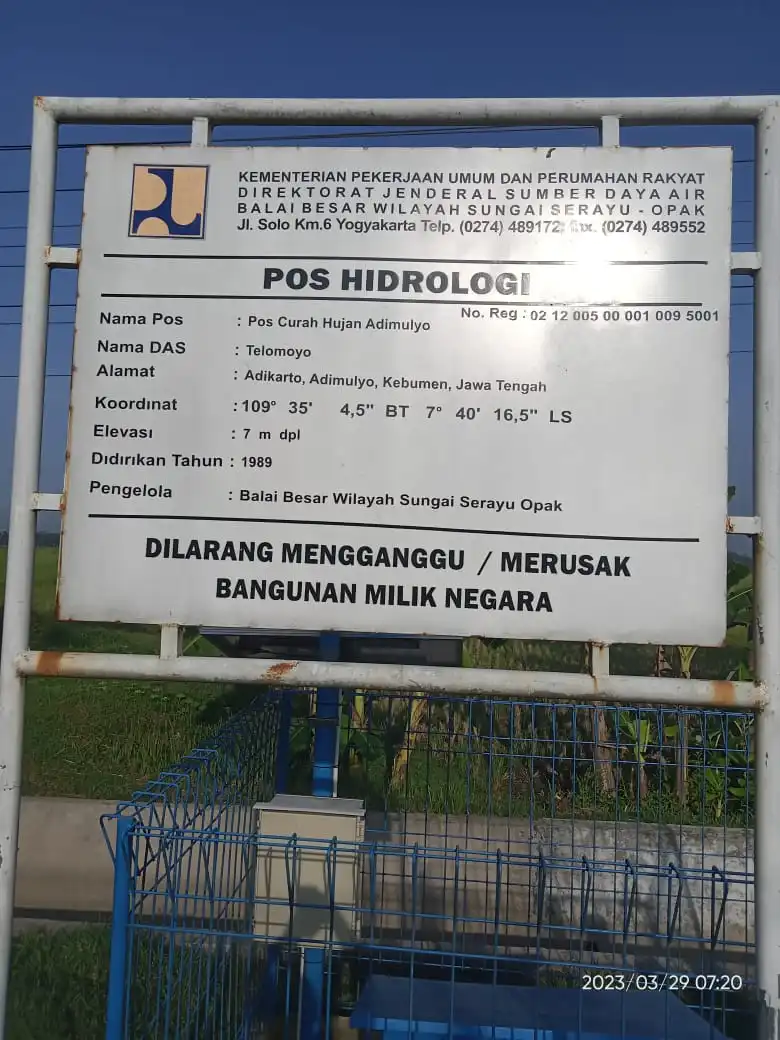 KEMENTERIAN PEKERJAAN UMUM DAN PERUMAHAN RAKYAT
DIREKTORAT JENDERAL SUMBER DAYA AIR
BALAI BESAR WILAYAH SUNGAI SERAYU - OPAK
Jl. Solo Km.6 Yogyakarta Telp. (0274) 489172, (0274) 489552
POS HIDROLOGI
No. Reg : 02 12 005 00 001 009 5001
Nama Pos : Pos Curah Hujan Adimulyo
Nama DAS : Telomoyo
Alamat : Adikarto, Adimulyo, Kebumen, Jawa Tengah
Koordinat : 109° 35' 4,5" BT 7° 40' 16,5" LS
Elevasi : 7 m dpl
Didirikan Tahun : 1989
Pengelola : Balai Besar Wilayah Sungai Serayu Opak
DILARANG MENGGANGGU / MERUSAK
BANGUNAN MILIK NEGARA
2023/03/29 07:20